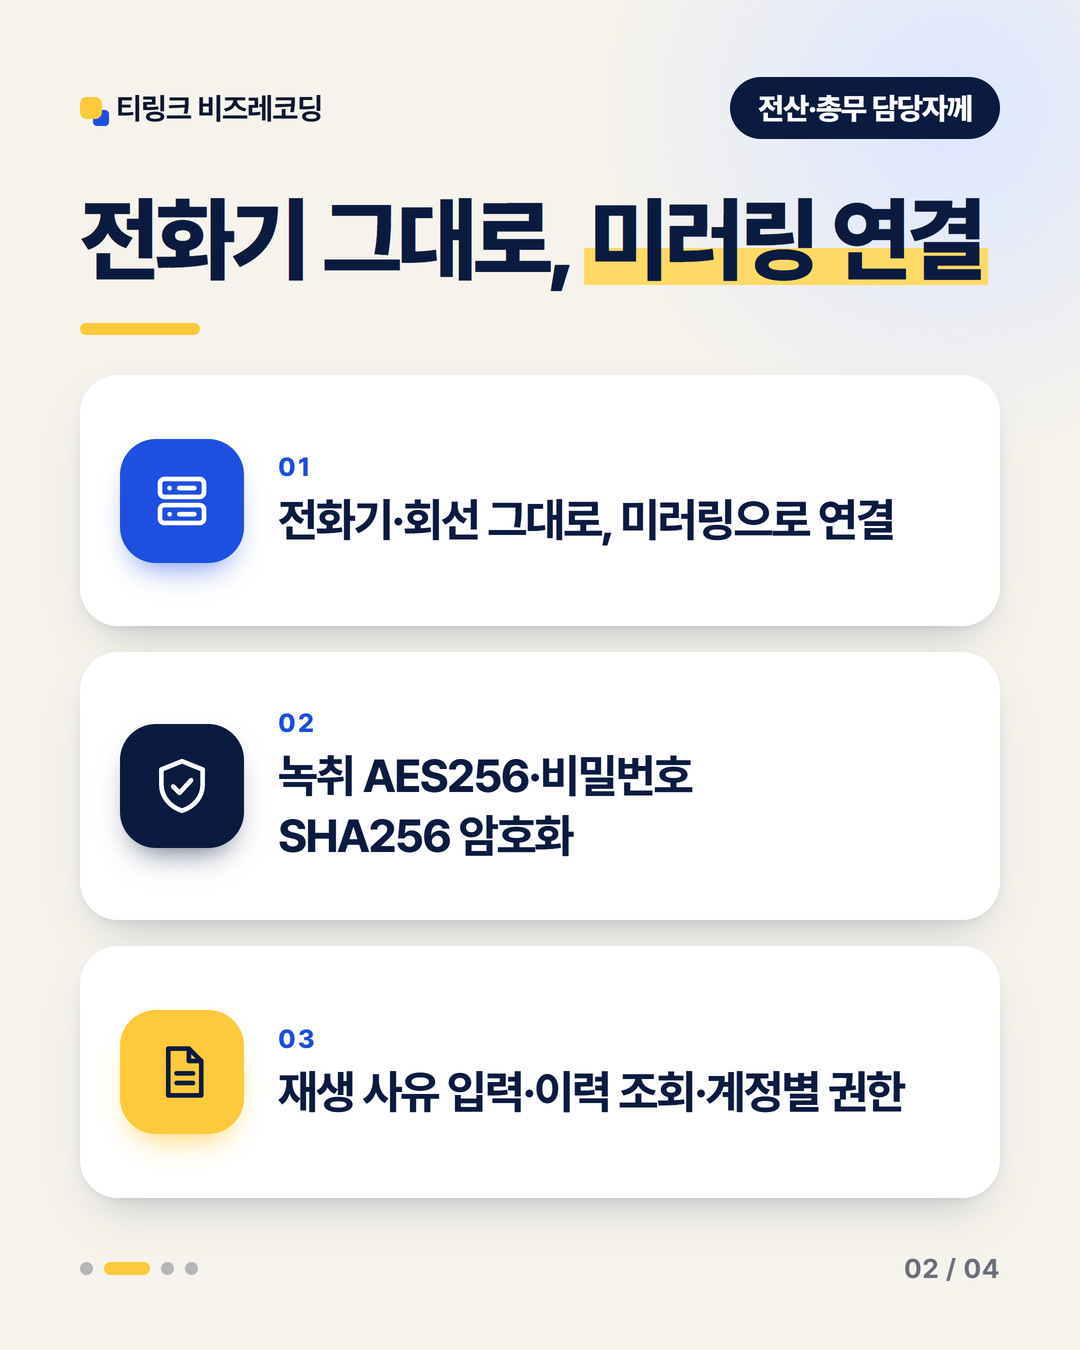 티링크 비즈레코딩
전산·총무 담당자께
전화기 그대로, 미러링 연결
01
전화기·회선 그대로, 미러링으로 연결
02
녹취 AES256·비밀번호
SHA256 암호화
03
재생 사유 입력·이력 조회·계정별 권한
02 / 04